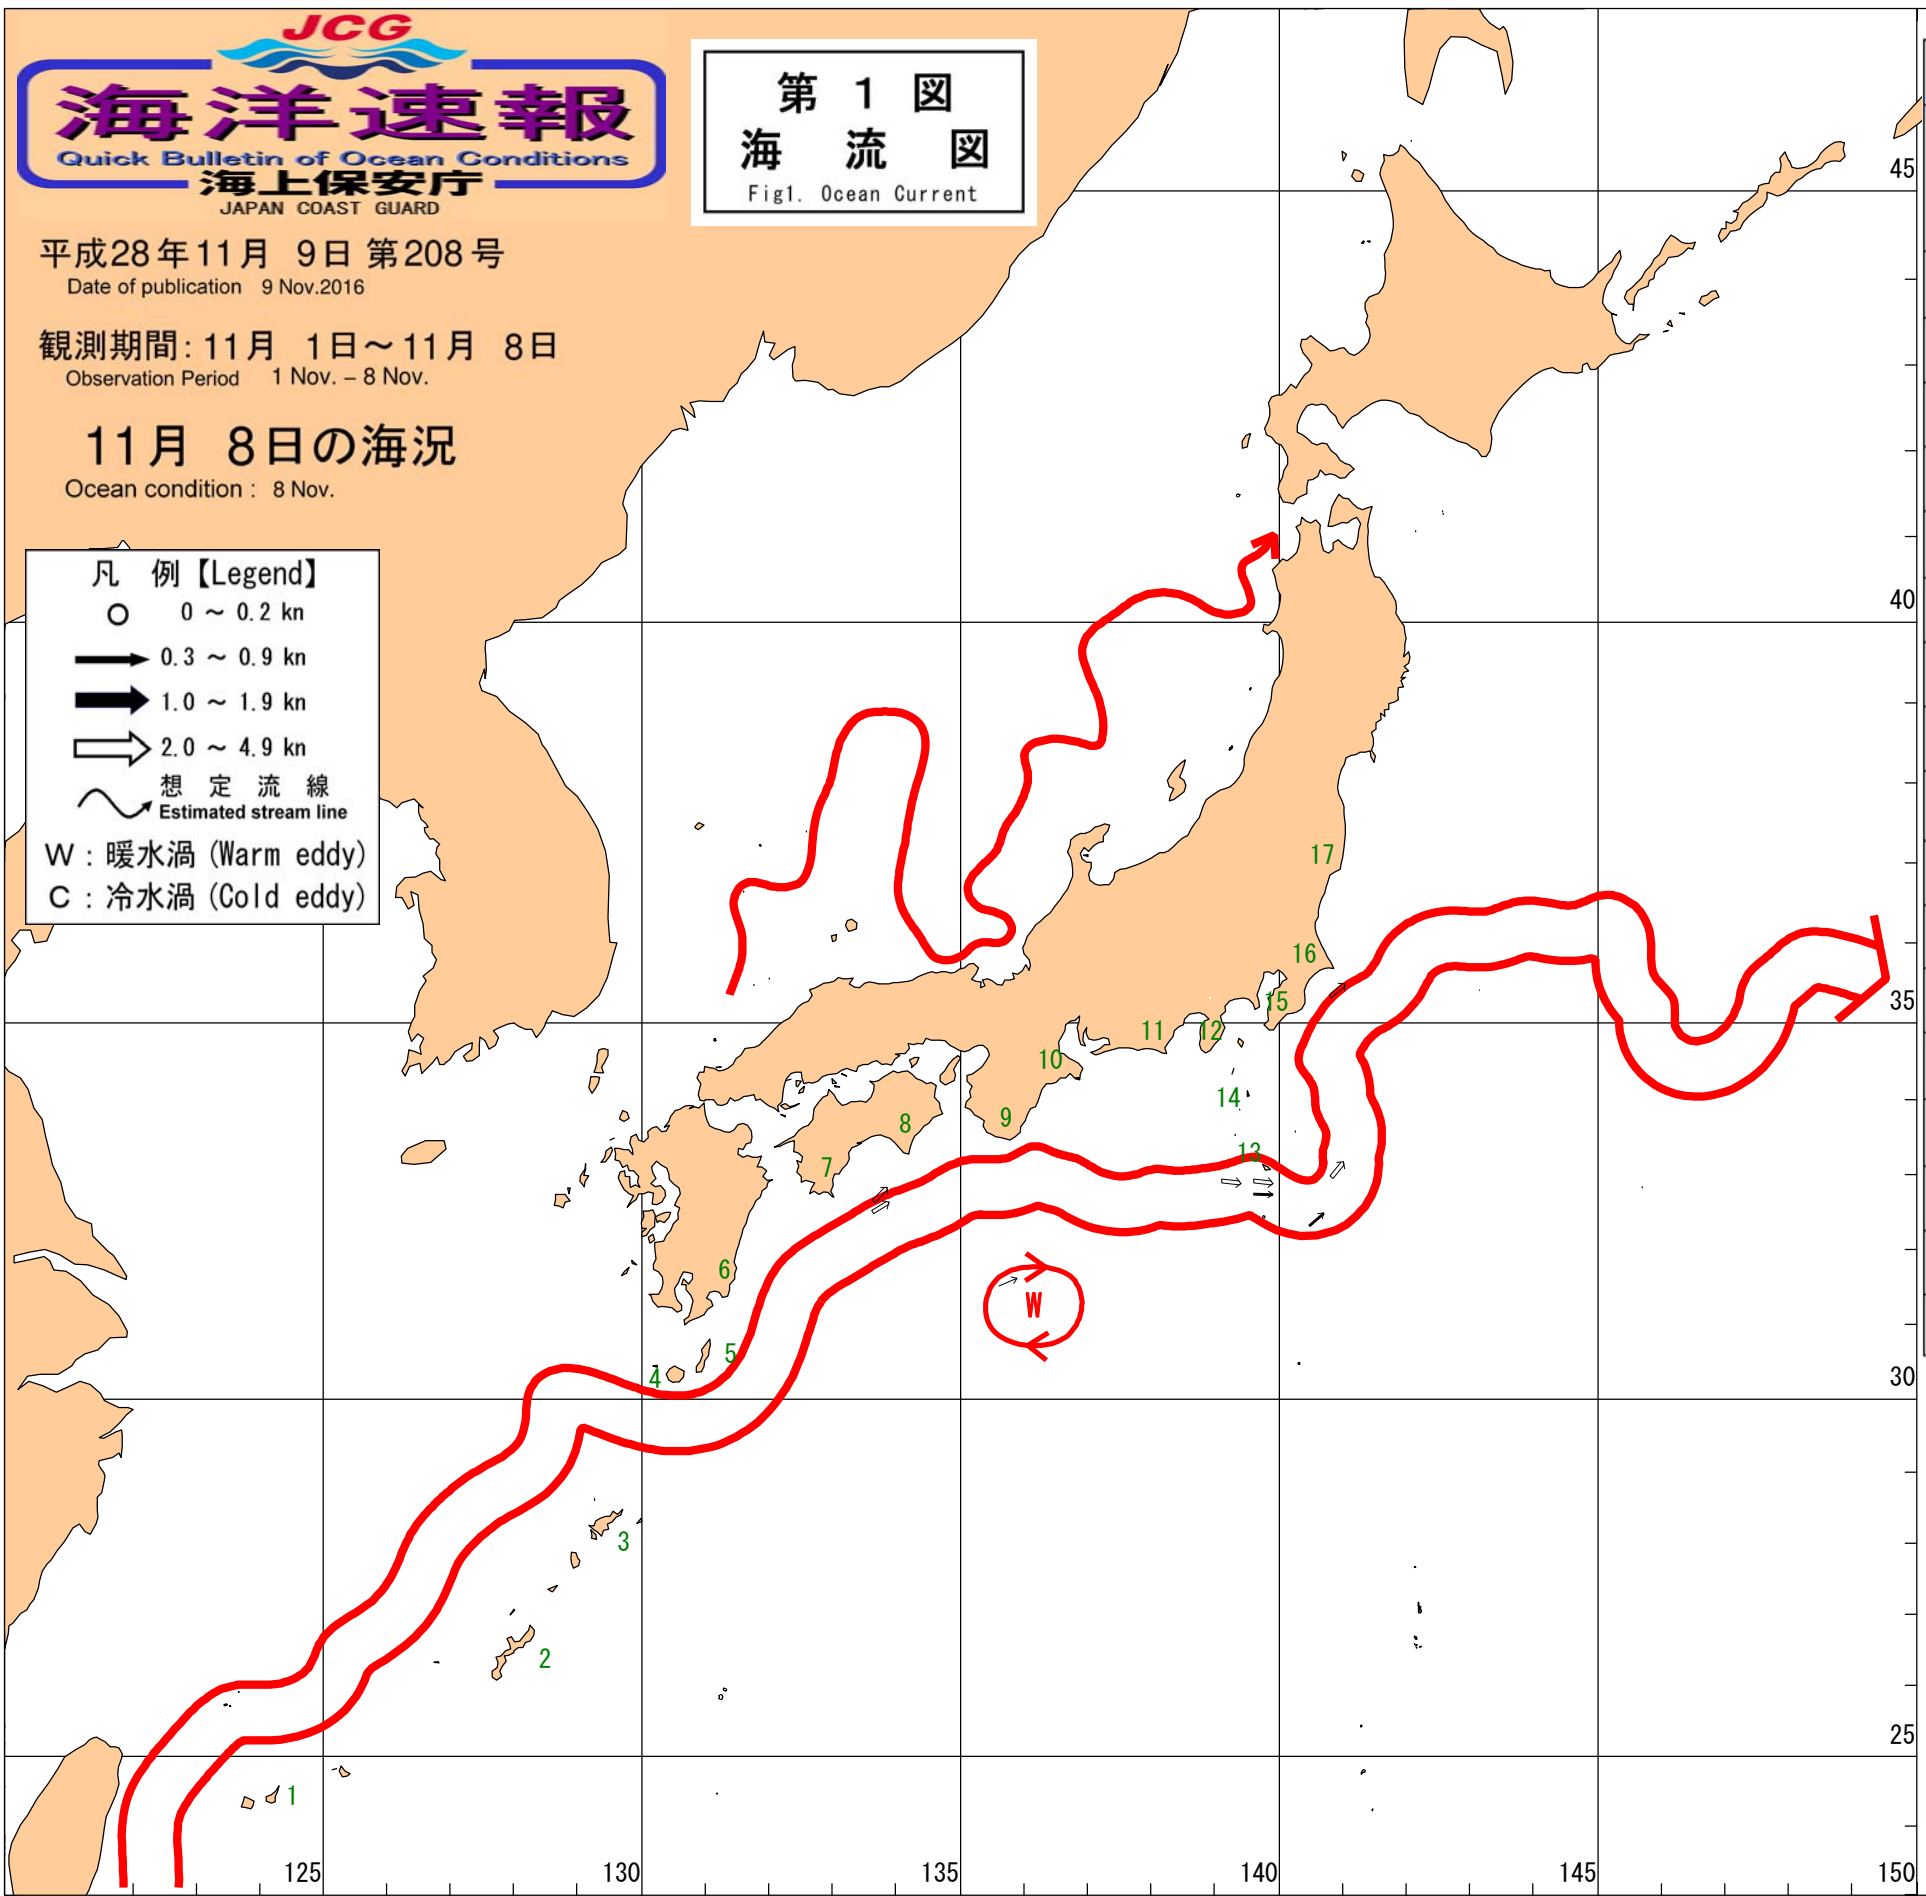 JCG
海洋速報
Quick Bulletin of Ocean Conditions
海上保安庁
JAPAN COAST GUARD
第 1 図
海 流 図
Fig1. Ocean Current
平成28年11月 9日 第208号
Date of publication 9 Nov.2016
観測期間: 11月 1日～11月 8日
Observation Period 1 Nov. – 8 Nov.
11月 8日の海況
Ocean condition : 8 Nov.
凡 例【Legend】
0 ～ 0.2 kn
0.3 ～ 0.9 kn
1.0 ～ 1.9 kn
2.0 ～ 4.9 kn
想 定 流 線
Estimated stream line
W : 暖水渦 (Warm eddy)
C : 冷水渦 (Cold eddy)
45
40
17
16
35
15
12
11
10
14
9
8
13
7
6
W
5
4
30
3
2
25
1
125
130
135
140
145
150